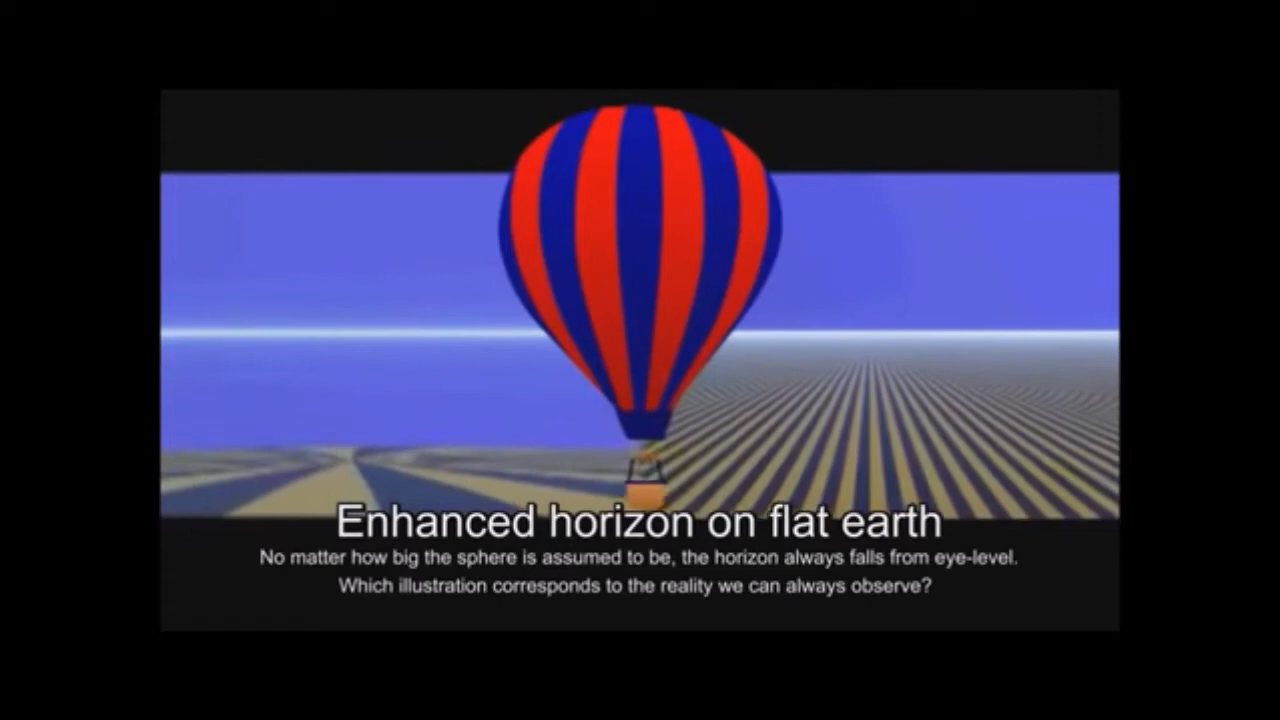 Enhanced horizon on flat earth
No matter how big the sphere is assumed to be, the horizon always falls from eye-level.
Which illustration corresponds to the reality we can always observe?